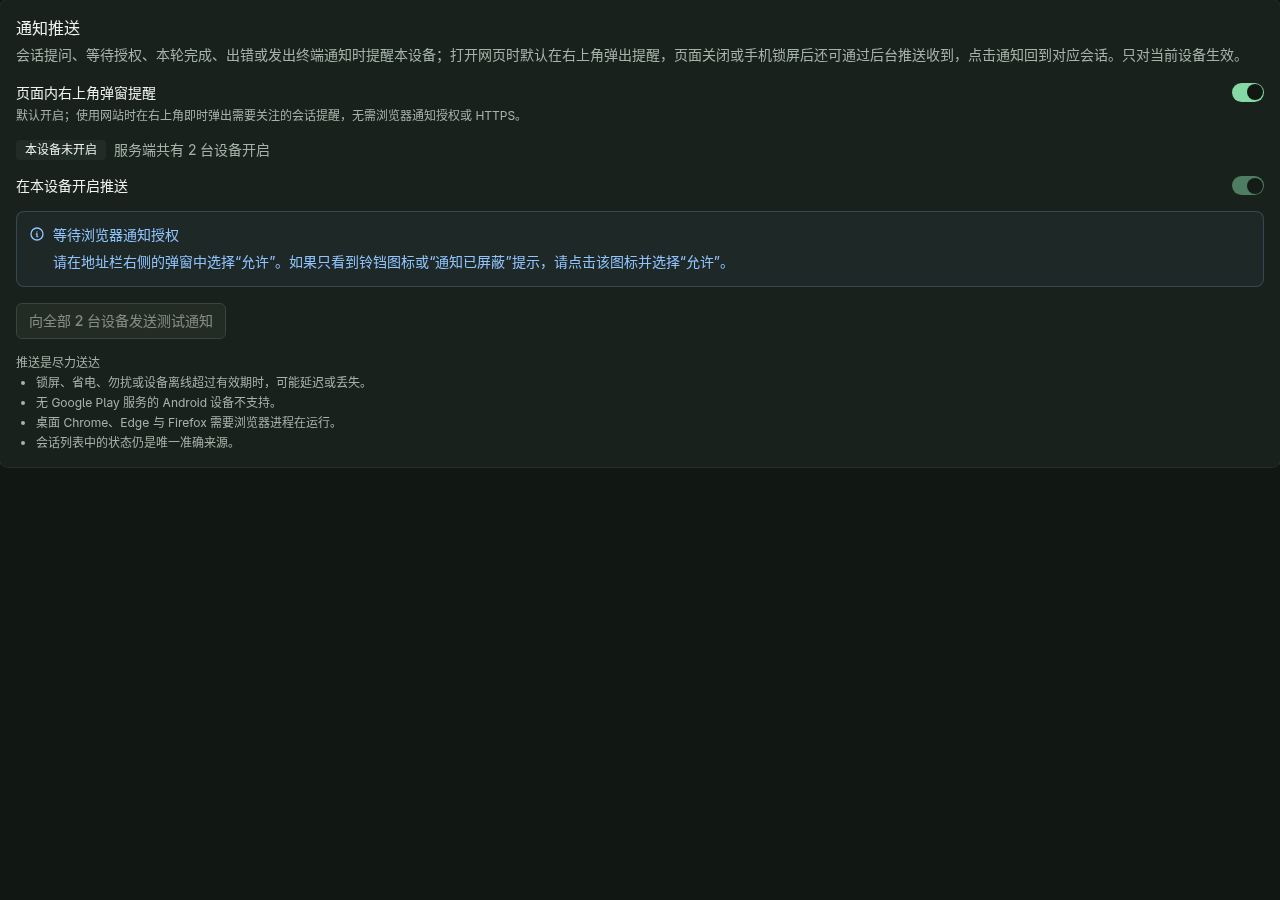 通知推送
会话提问、等待授权、本轮完成、出错或发出终端通知时提醒本设备；打开网页时默认在右上角弹出提醒，页面关闭或手机锁屏后还可通过后台推送收到，点击通知回到对应会话。只对当前设备生效。
页面内右上角弹窗提醒
默认开启；使用网站时在右上角即时弹出需要关注的会话提醒，无需浏览器通知授权或 HTTPS。
本设备未开启 服务端共有 2 台设备开启
在本设备开启推送
等待浏览器通知授权
请在地址栏右侧的弹窗中选择“允许”。如果只看到铃铛图标或“通知已屏蔽”提示，请点击该图标并选择“允许”。
向全部 2 台设备发送测试通知
推送是尽力送达
• 锁屏、省电、勿扰或设备离线超过有效期时，可能延迟或丢失。
• 无 Google Play 服务的 Android 设备不支持。
• 桌面 Chrome、Edge 与 Firefox 需要浏览器进程在运行。
• 会话列表中的状态仍是唯一准确来源。